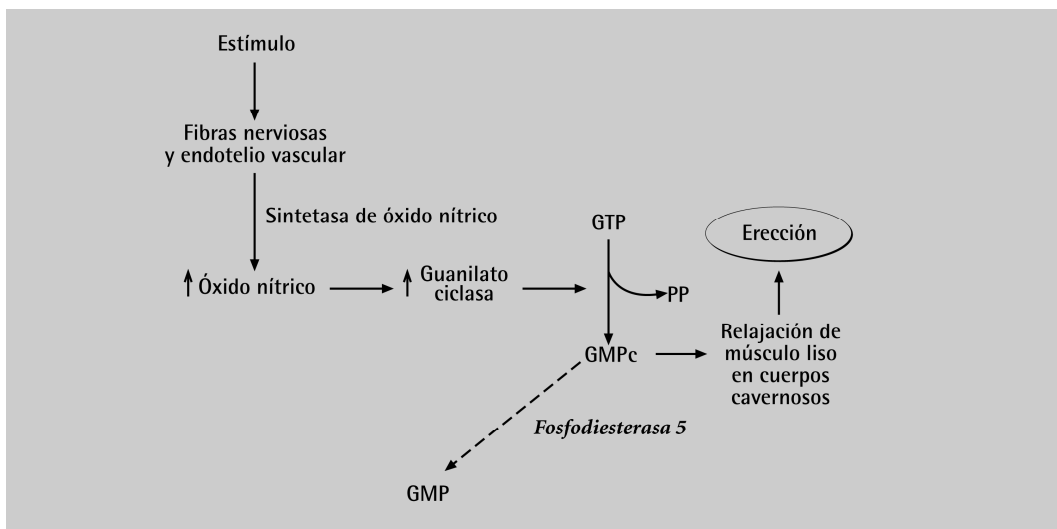 Estímulo
Fibras nerviosas
y endotelio vascular
Sintetasa de óxido nítrico
Óxido nítrico
Guanilato
ciclasa
GTP
PP
GMPc
Erección
Relajación de
músculo liso
en cuerpos
cavernosos
Fosfodiesterasa 5
GMP